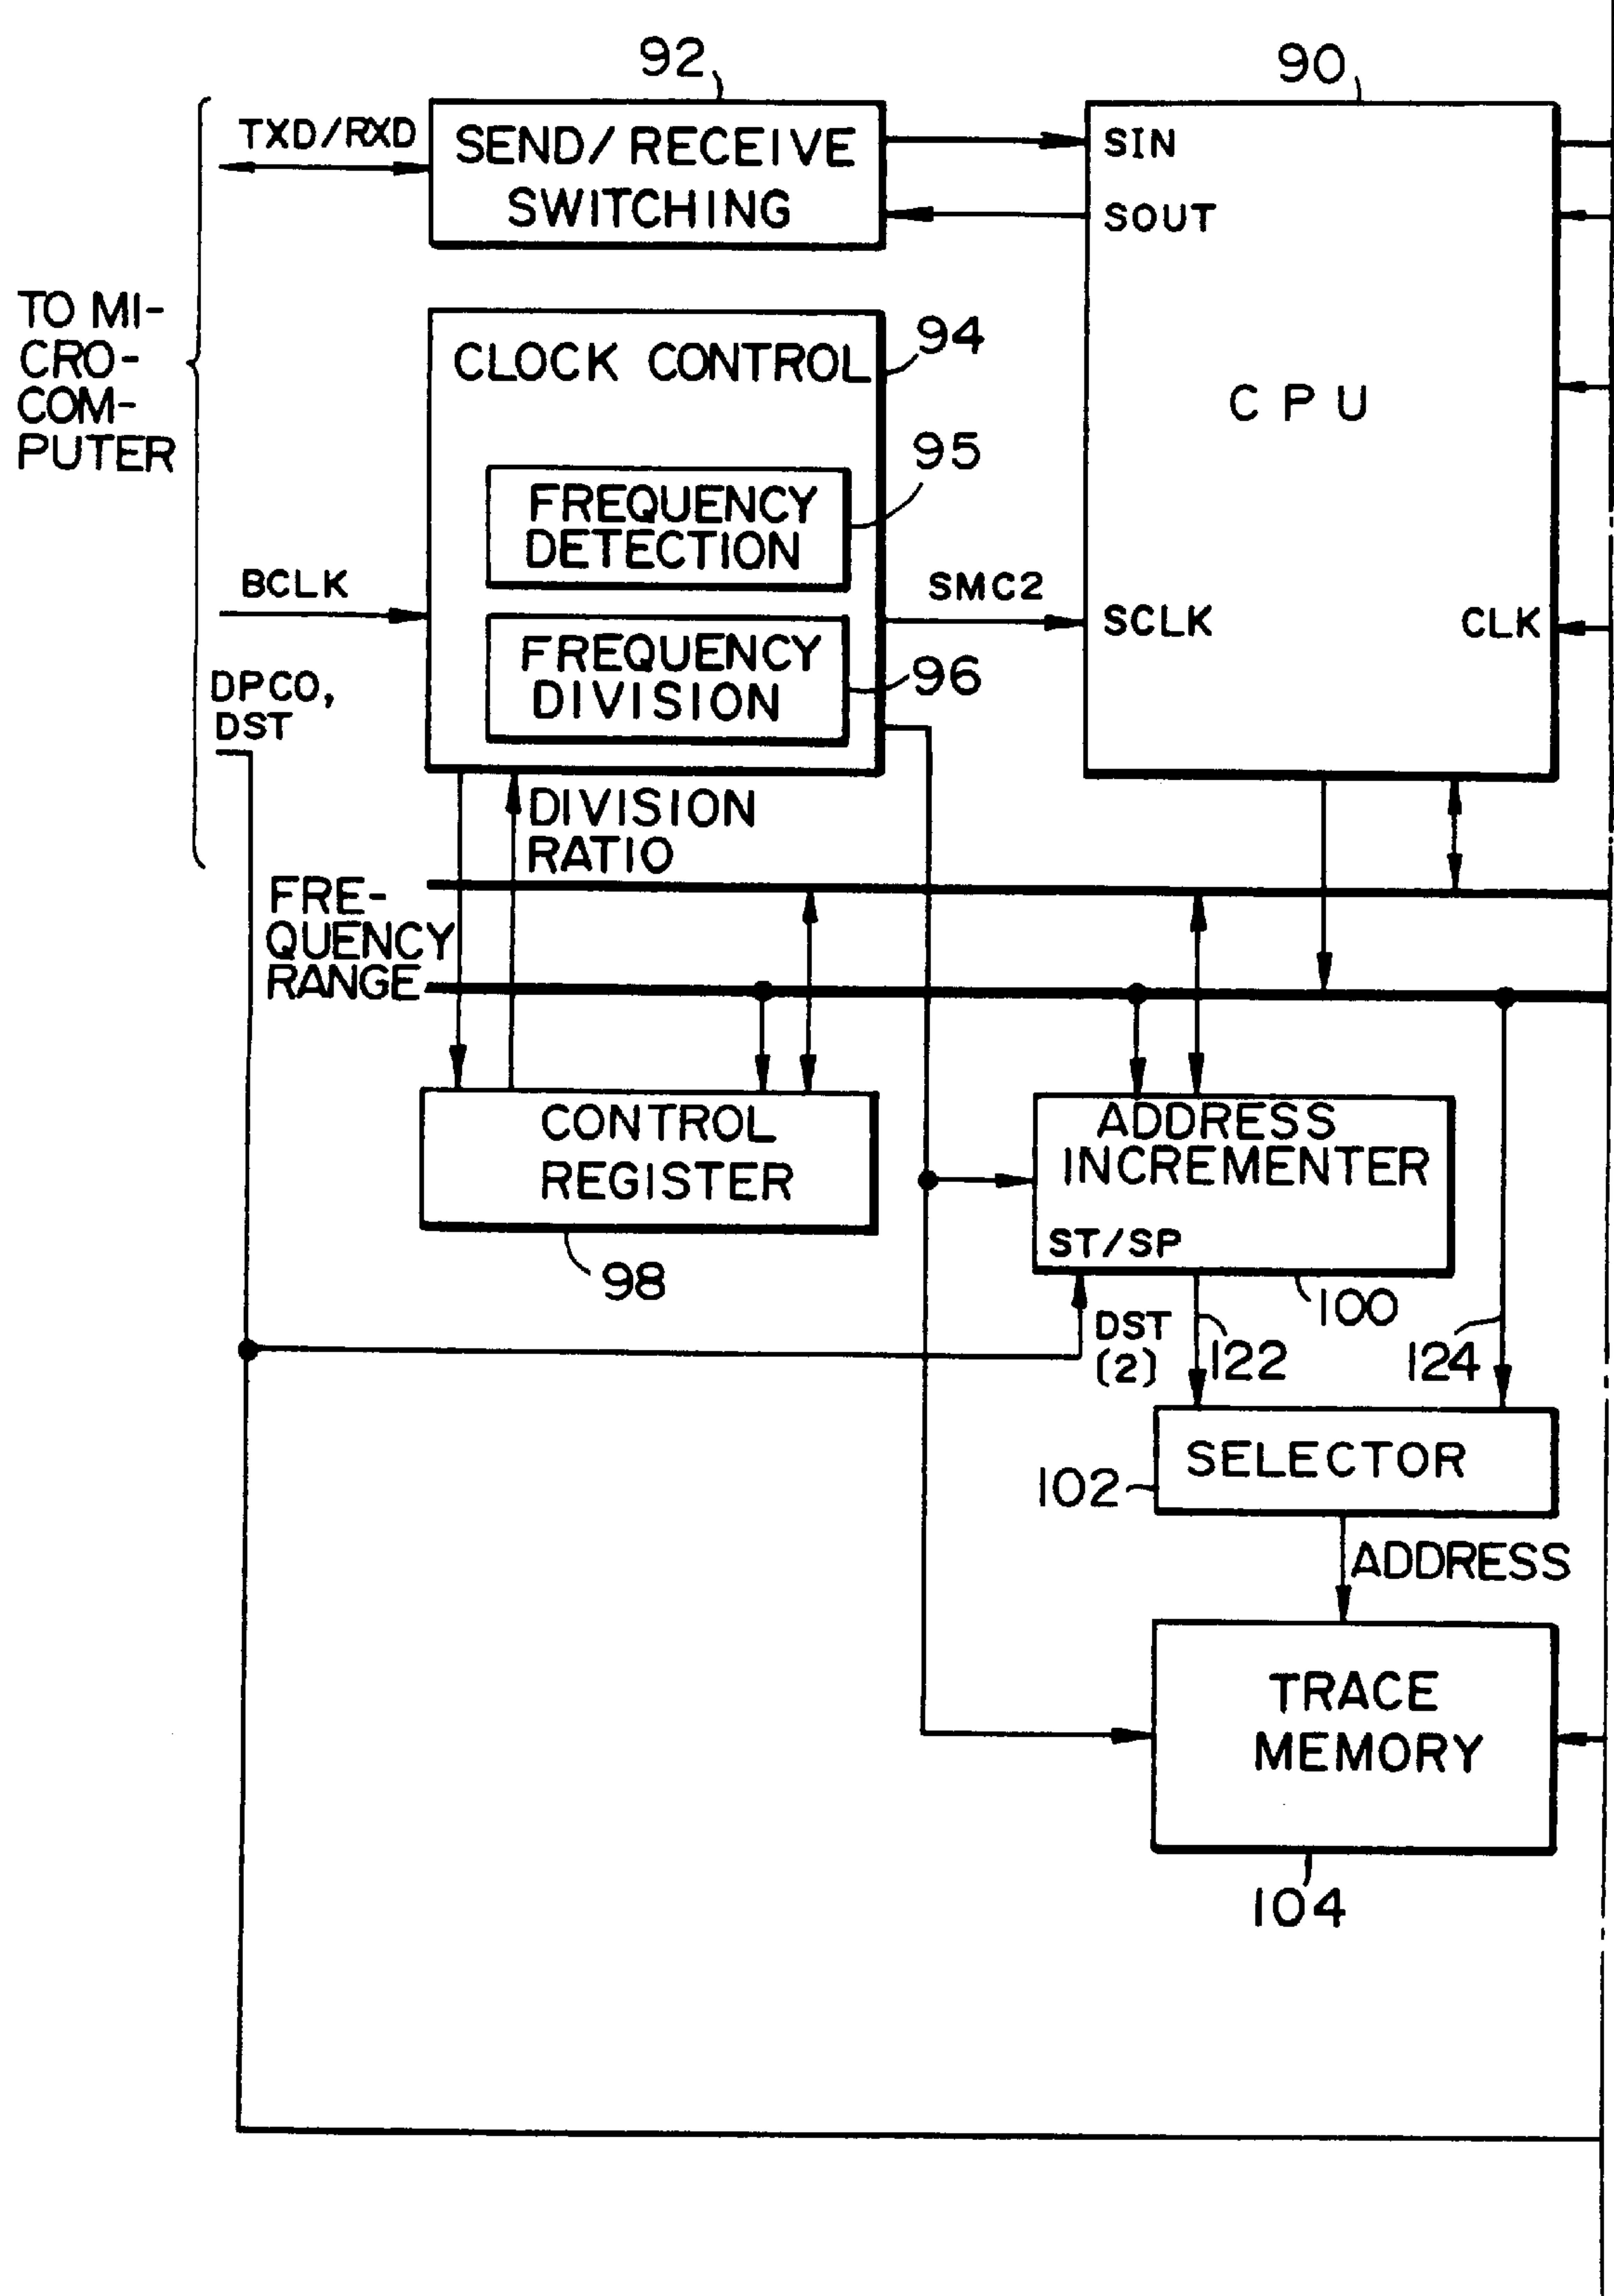 92
90
TXD/RXD
SEND/RECEIVE
SWITCHING
SIN
SOUT
TO MI-
CRO-
COM-
PUTER
94
CLOCK CONTROL
CPU
95
FREQUENCY
DETECTION
BCLK
SMC2
SCLK
CLK
FREQUENCY
DIVISION
96
DPCO,
DST
DIVISION
RATIO
FRE-
QUENCY
RANGE
CONTROL
REGISTER
98
ADDRESS
INCREMENTER
ST/SP
100
DST
(2)
122
124
SELECTOR
102
ADDRESS
TRACE
MEMORY
104